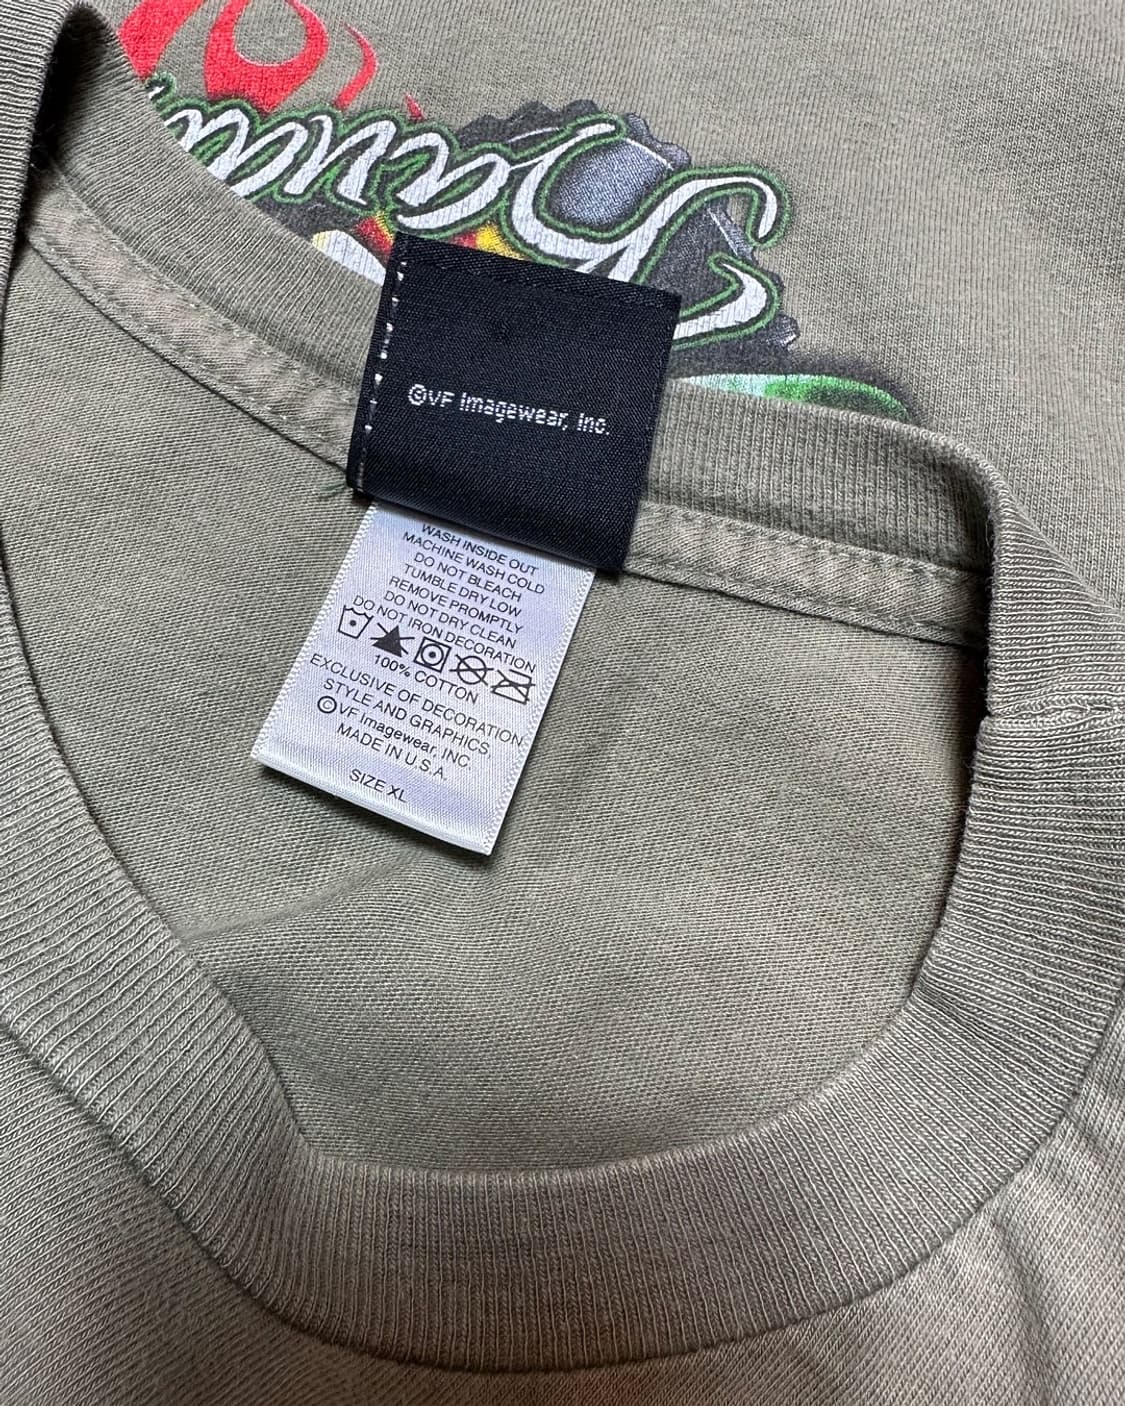 ©VF Imagewear, Inc.
WASH INSIDE OUT
MACHINE WASH COLD
DO NOT BLEACH
TUMBLE DRY LOW
REMOVE PROMPTLY
DO NOT DRY CLEAN
DO NOT IRON DECORATION
100% COTTON
EXCLUSIVE OF DECORATION
STYLE AND GRAPHICS,
©VF Imagewear, INC.
MADE IN U.S.A.
SIZE XL